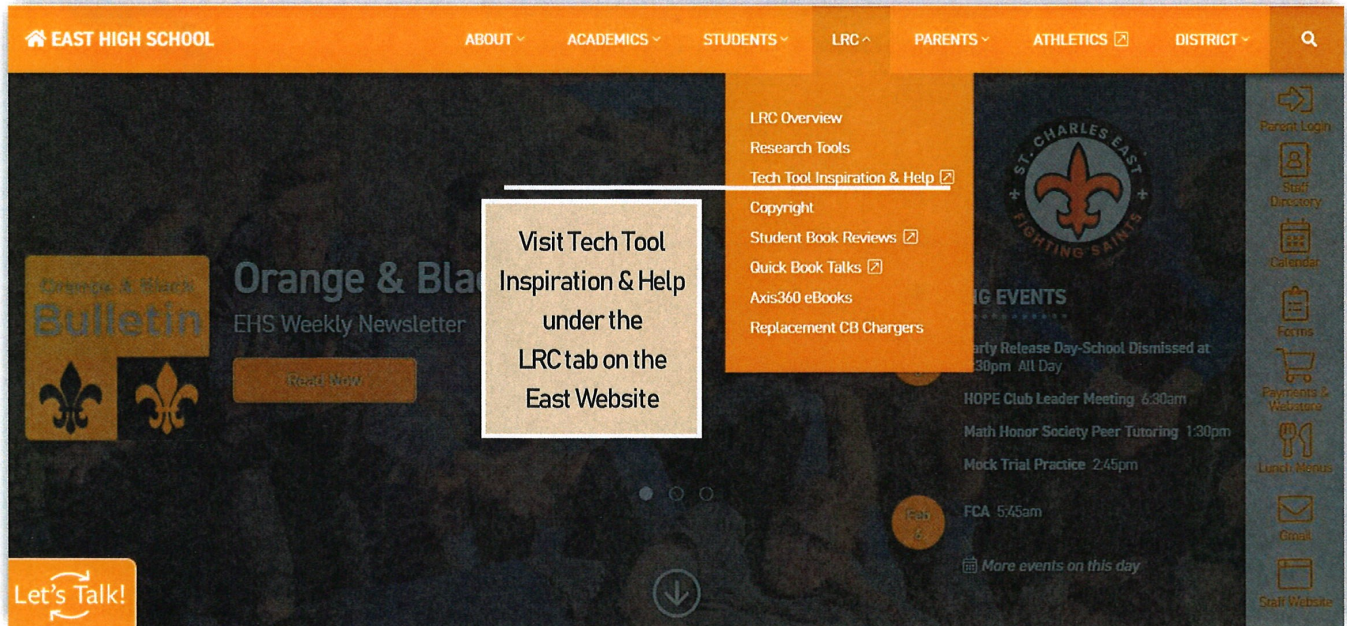 EAST HIGH SCHOOL
ABOUT
ACADEMICS
STUDENTS
LRC
PARENTS
ATHLETICS
DISTRICT
LRC Overview
Research Tools
Tech Tool Inspiration & Help
Copyright
Student Book Reviews
Quick Book Talks
Axis360 eBooks
Replacement CB Chargers
Visit Tech Tool
Inspiration & Help
under the
LRC tab on the
East Website
Orange & Black
Bulletin
Orange & Bla
EHS Weekly Newsletter
Read Now
ST. CHARLES EAST
FIGHTING SAINTS
G EVENTS
arly Release Day-School Dismissed at
:30pm All Day
HOPE Club Leader Meeting 6:30am
Math Honor Society Peer Tutoring 1:30pm
Mock Trial Practice 2:45pm
Feb
6
FCA 5:45am
More events on this day
Parent Login
Staff
Directory
Calendar
Forms
Payments &
Webstore
Lunch Menus
Gmail
Staff Website
Let's Talk!